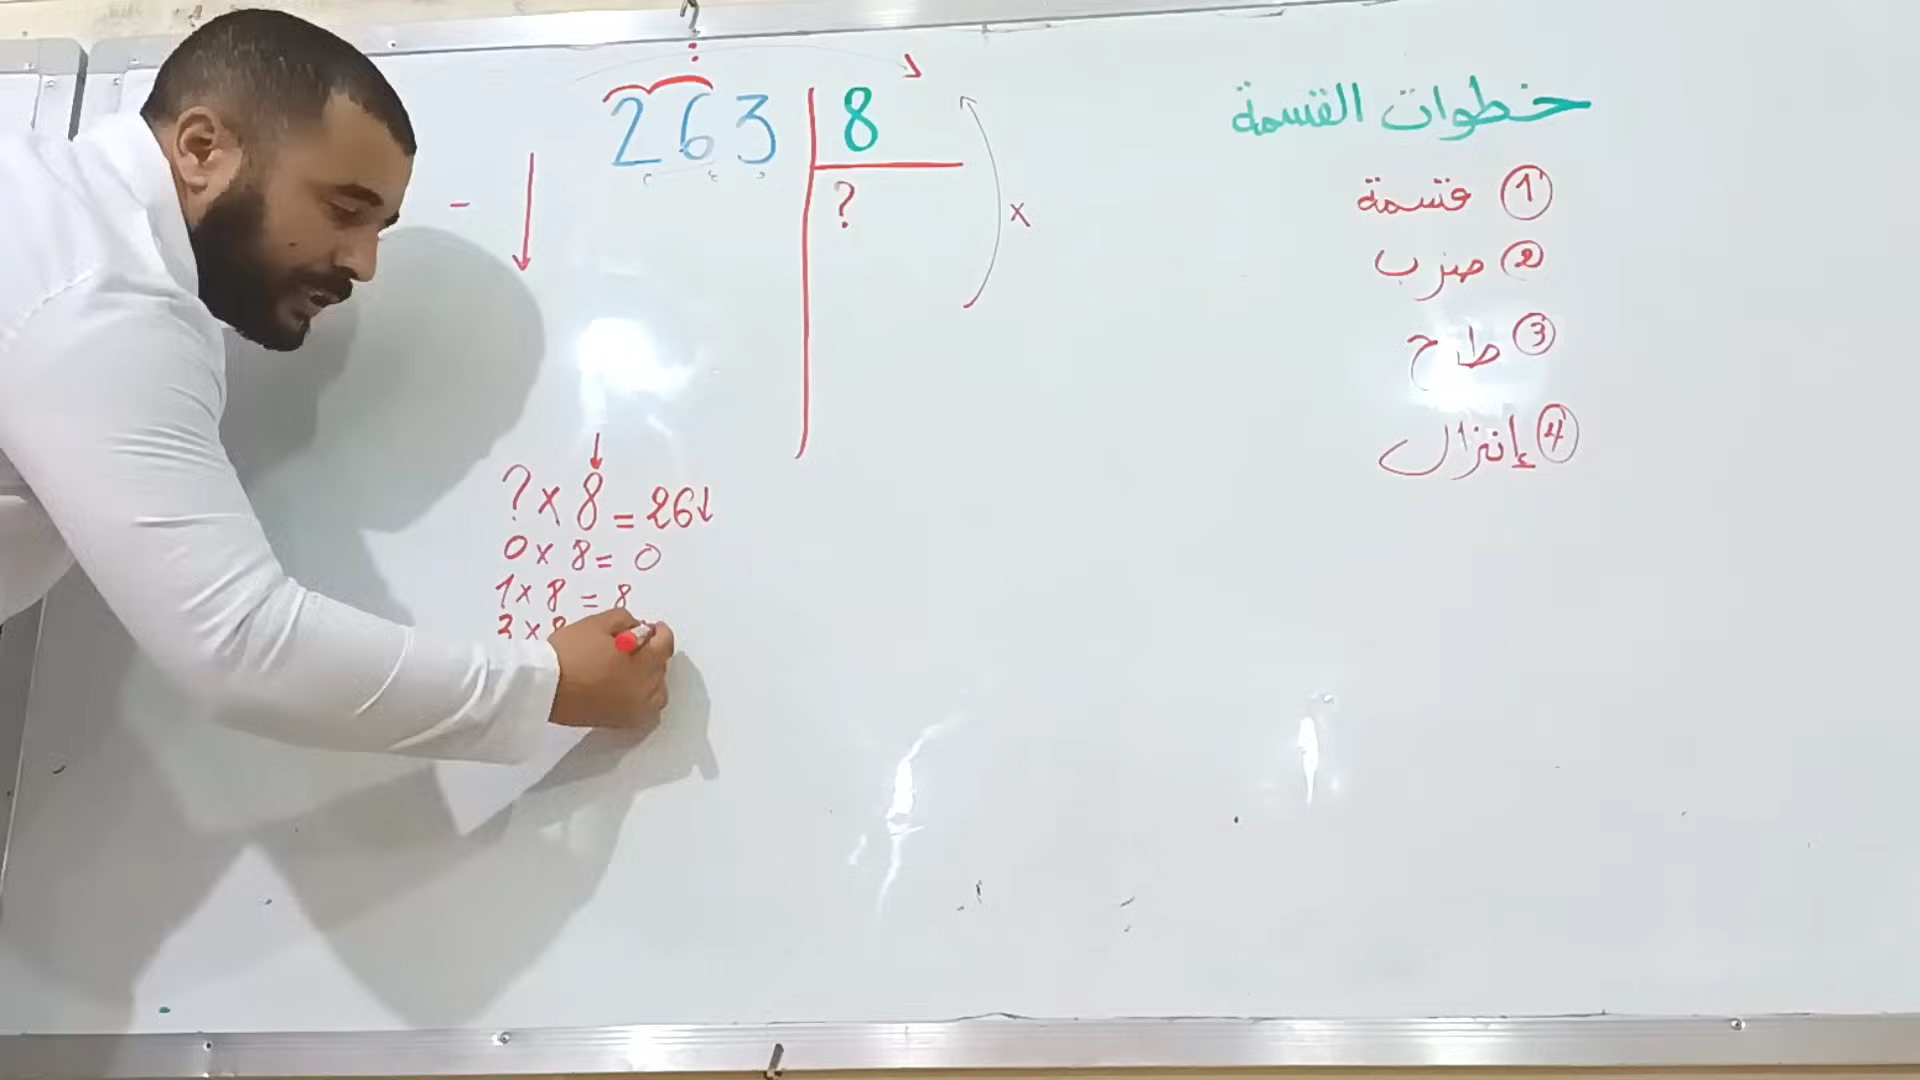 263 8
?
- x
? x 8 = 26↓
0 x 8 = 0
1 x 8 = 8
2 x 8
خطوات القسمة
① قسمة
② ضرب
③ طرح
④ إنزال